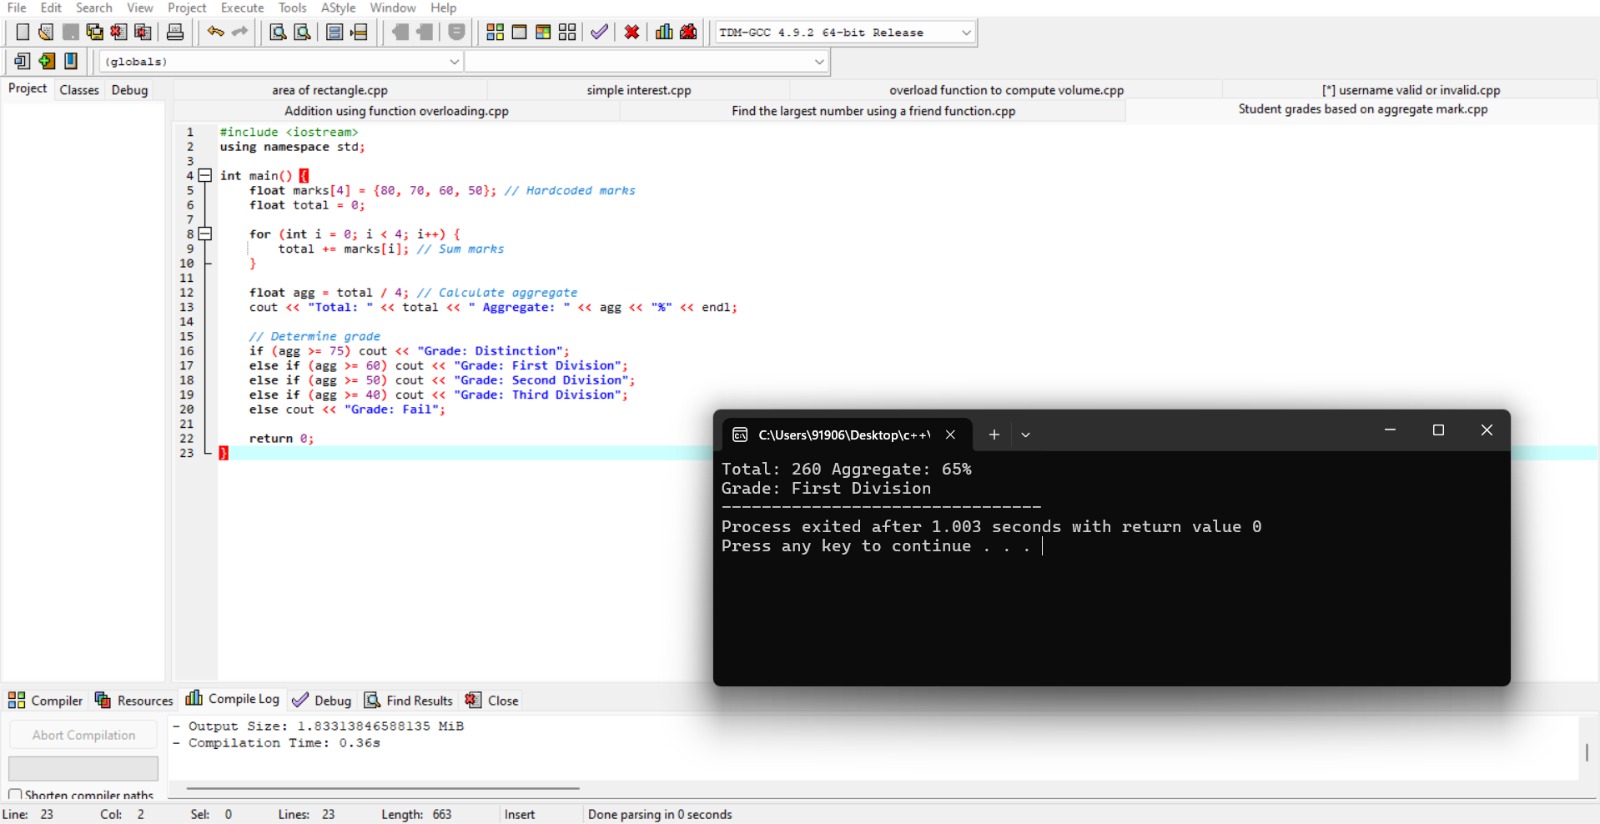 File Edit Search View Project Execute Tools AStyle Window Help
TDM-GCC 4.9.2 64-bit Release
(globals)
Project Classes Debug
area of rectangle.cpp simple interest.cpp overload function to compute volume.cpp [*] username valid or invalid.cpp
Addition using function overloading.cpp Find the largest number using a friend function.cpp Student grades based on aggregate mark.cpp
1 #include <iostream>
2 using namespace std;
3
4 int main() {
5 float marks[4] = {80, 70, 60, 50}; // Hardcoded marks
6 float total = 0;
7
8 for (int i = 0; i < 4; i++) {
9 total += marks[i]; // Sum marks
10 }
11
12 float agg = total / 4; // Calculate aggregate
13 cout << "Total: " << total << " Aggregate: " << agg << "%" << endl;
14
15 // Determine grade
16 if (agg >= 75) cout << "Grade: Distinction";
17 else if (agg >= 60) cout << "Grade: First Division";
18 else if (agg >= 50) cout << "Grade: Second Division";
19 else if (agg >= 40) cout << "Grade: Third Division";
20 else cout << "Grade: Fail";
21
22 return 0;
23 }
C:\Users\91906\Desktop\c++\
Total: 260 Aggregate: 65%
Grade: First Division
--------------------------------
Process exited after 1.003 seconds with return value 0
Press any key to continue . . .
Compiler Resources Compile Log Debug Find Results Close
Abort Compilation
Shorten compiler paths
- Output Size: 1.83313846588135 MiB
- Compilation Time: 0.36s
Line: 23 Col: 2 Sel: 0 Lines: 23 Length: 663 Insert Done parsing in 0 seconds